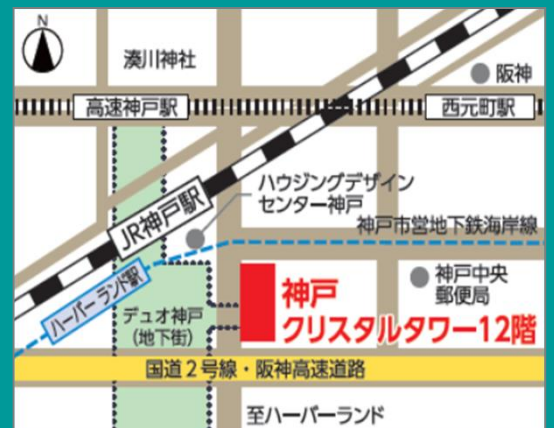 N
湊川神社
阪神
高速神戸駅
西元町駅
ハウジングデザイン
センター神戸
JR神戸駅
神戸市営地下鉄海岸線
ハーバーランド駅
神戸中央
郵便局
デュオ神戸
(地下街)
神戸
クリスタルタワー12階
国道2号線・阪神高速道路
至ハーバーランド